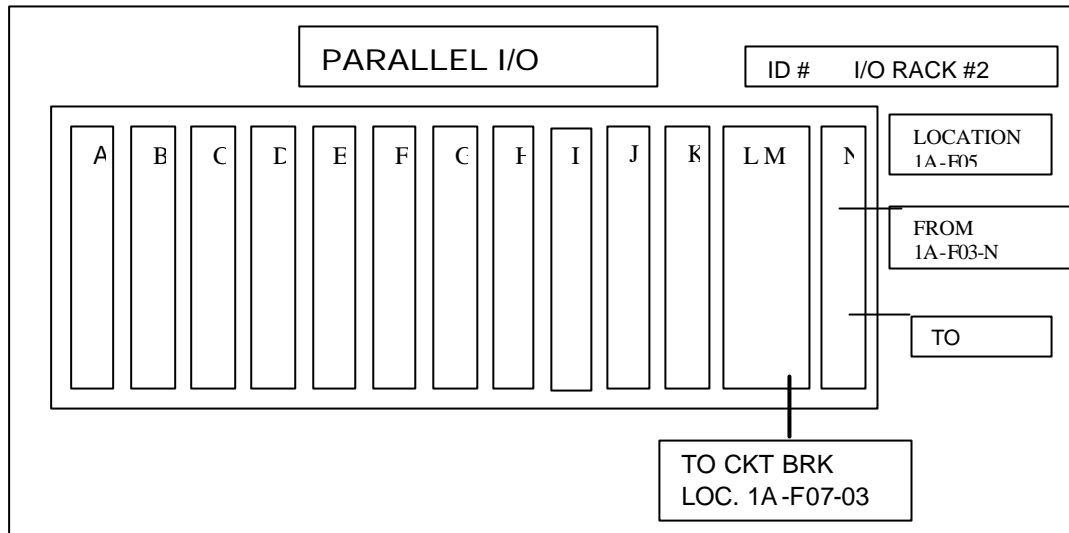 PARALLEL I/O
ID # I/O RACK #2
A B C D E F G H I J K L M N
LOCATION
1A-F05
FROM
1A-F03-N
TO
TO CKT BRK
LOC. 1A-F07-03